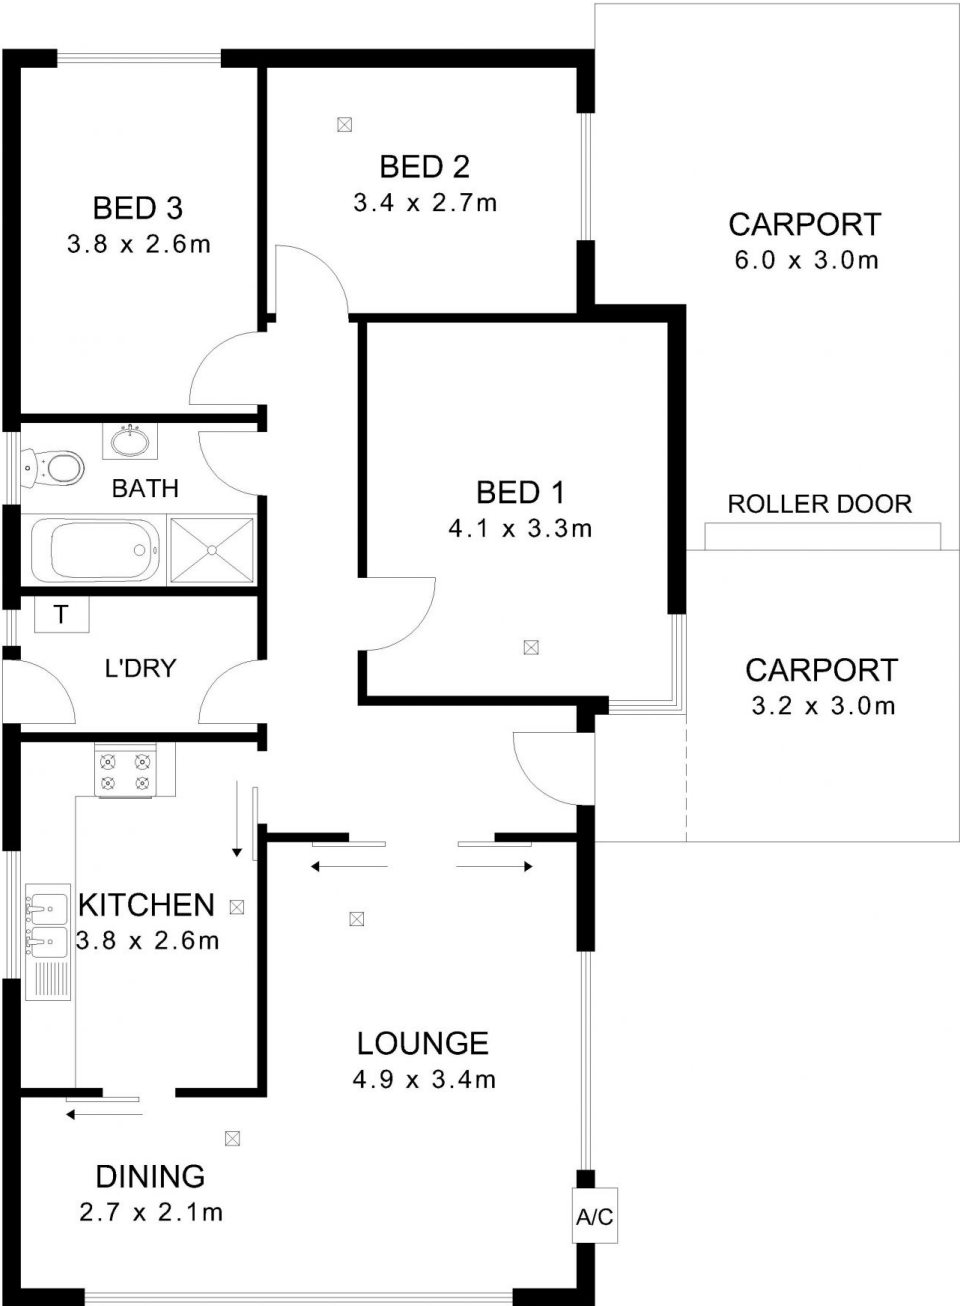 BED 2
3.4 x 2.7m
BED 3
3.8 x 2.6m
CARPORT
6.0 x 3.0m
BATH
BED 1
4.1 x 3.3m
ROLLER DOOR
T
L'DRY
CARPORT
3.2 x 3.0m
KITCHEN
3.8 x 2.6m
LOUNGE
4.9 x 3.4m
DINING
2.7 x 2.1m
A/C